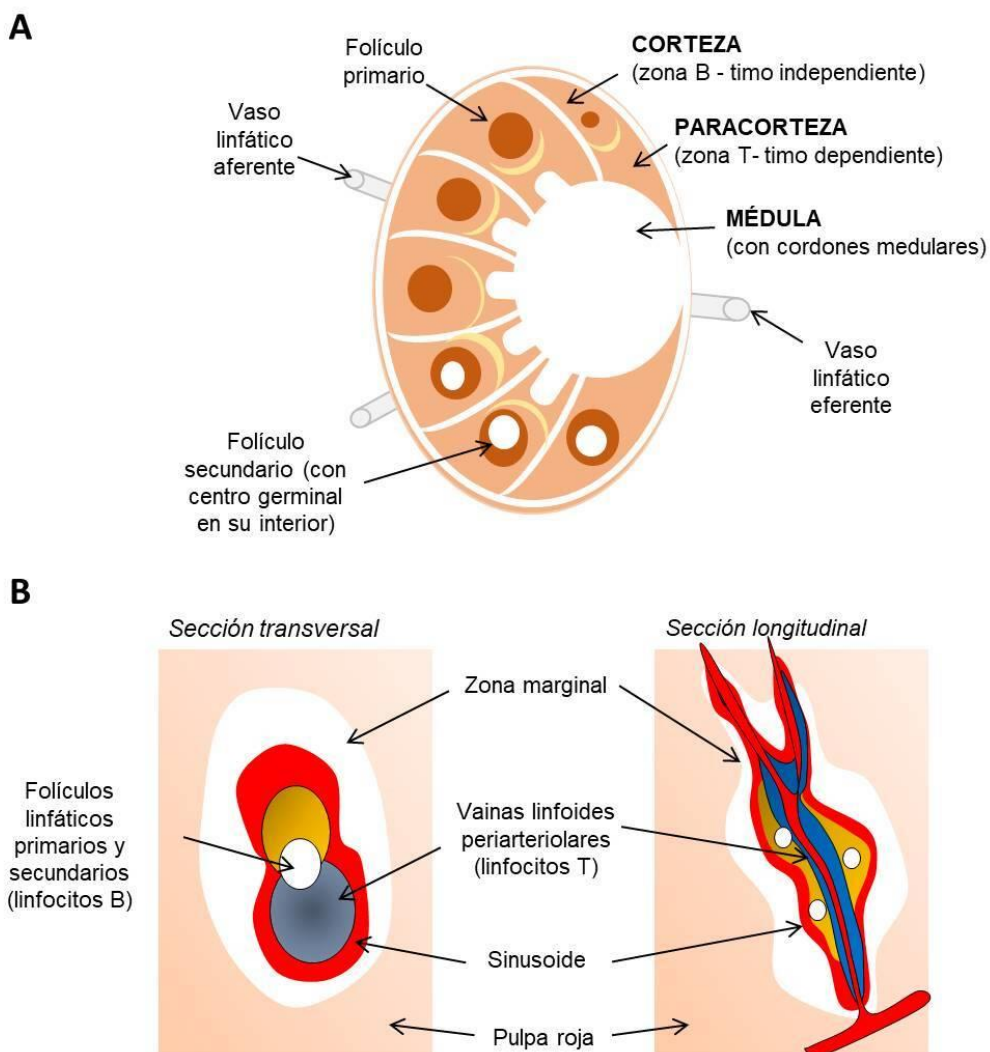 A
Folículo
primario
CORTEZA
(zona B - timo independiente)
Vaso
linfático
aferente
PARACORTEZA
(zona T- timo dependiente)
MÉDULA
(con cordones medulares)
Vaso
linfático
eferente
Folículo
secundario (con
centro germinal
en su interior)
B
Sección transversal
Sección longitudinal
Zona marginal
Folículos
linfáticos
primarios y
secundarios
(linfocitos B)
Vainas linfoides
periarteriolares
(linfocitos T)
Sinusoide
Pulpa roja